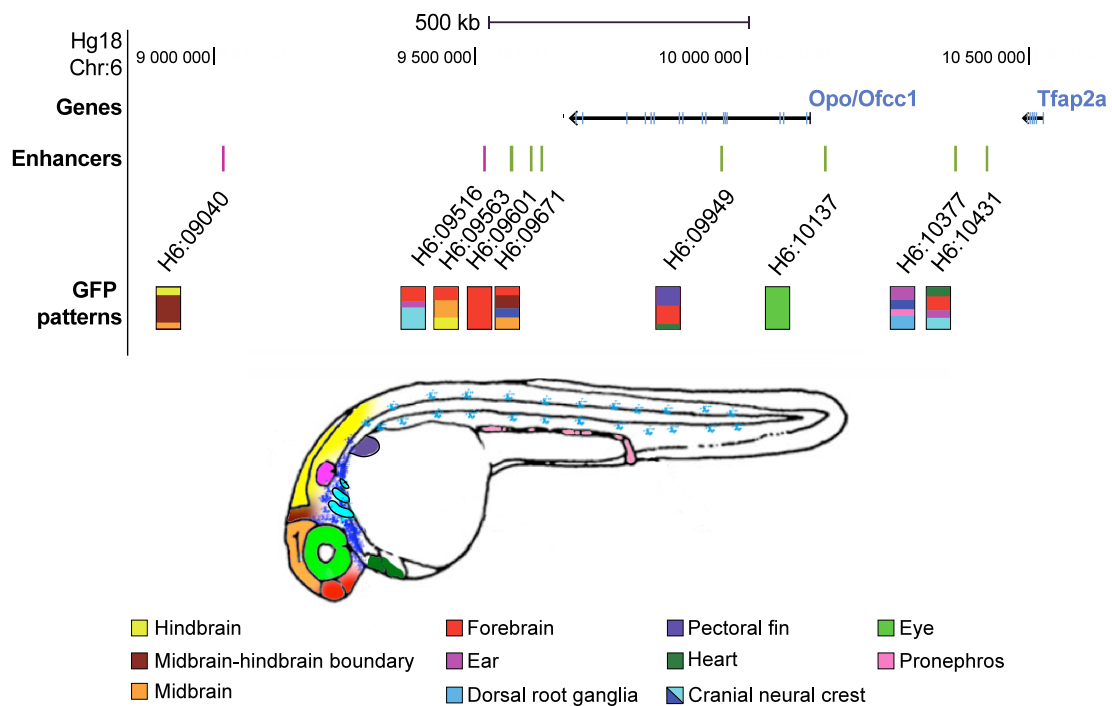 500 kb
Hg18
Chr:6
9 000 000
9 500 000
10 000 000
10 500 000
Genes
Opo/Ofcc1
Tfap2a
Enhancers
H6:09040
H6:09516
H6:09563
H6:09601
H6:09671
H6:09949
H6:10137
H6:10377
H6:10431
GFP
patterns
Hindbrain
Forebrain
Pectoral fin
Eye
Midbrain-hindbrain boundary
Ear
Heart
Pronephros
Midbrain
Dorsal root ganglia
Cranial neural crest